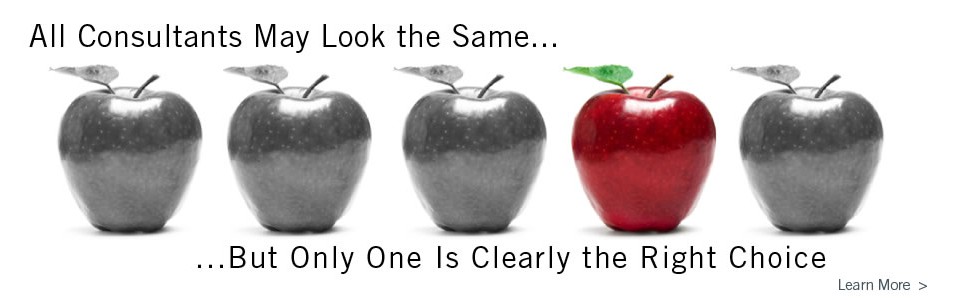 All Consultants May Look the Same...
...But Only One Is Clearly the Right Choice
Learn More >